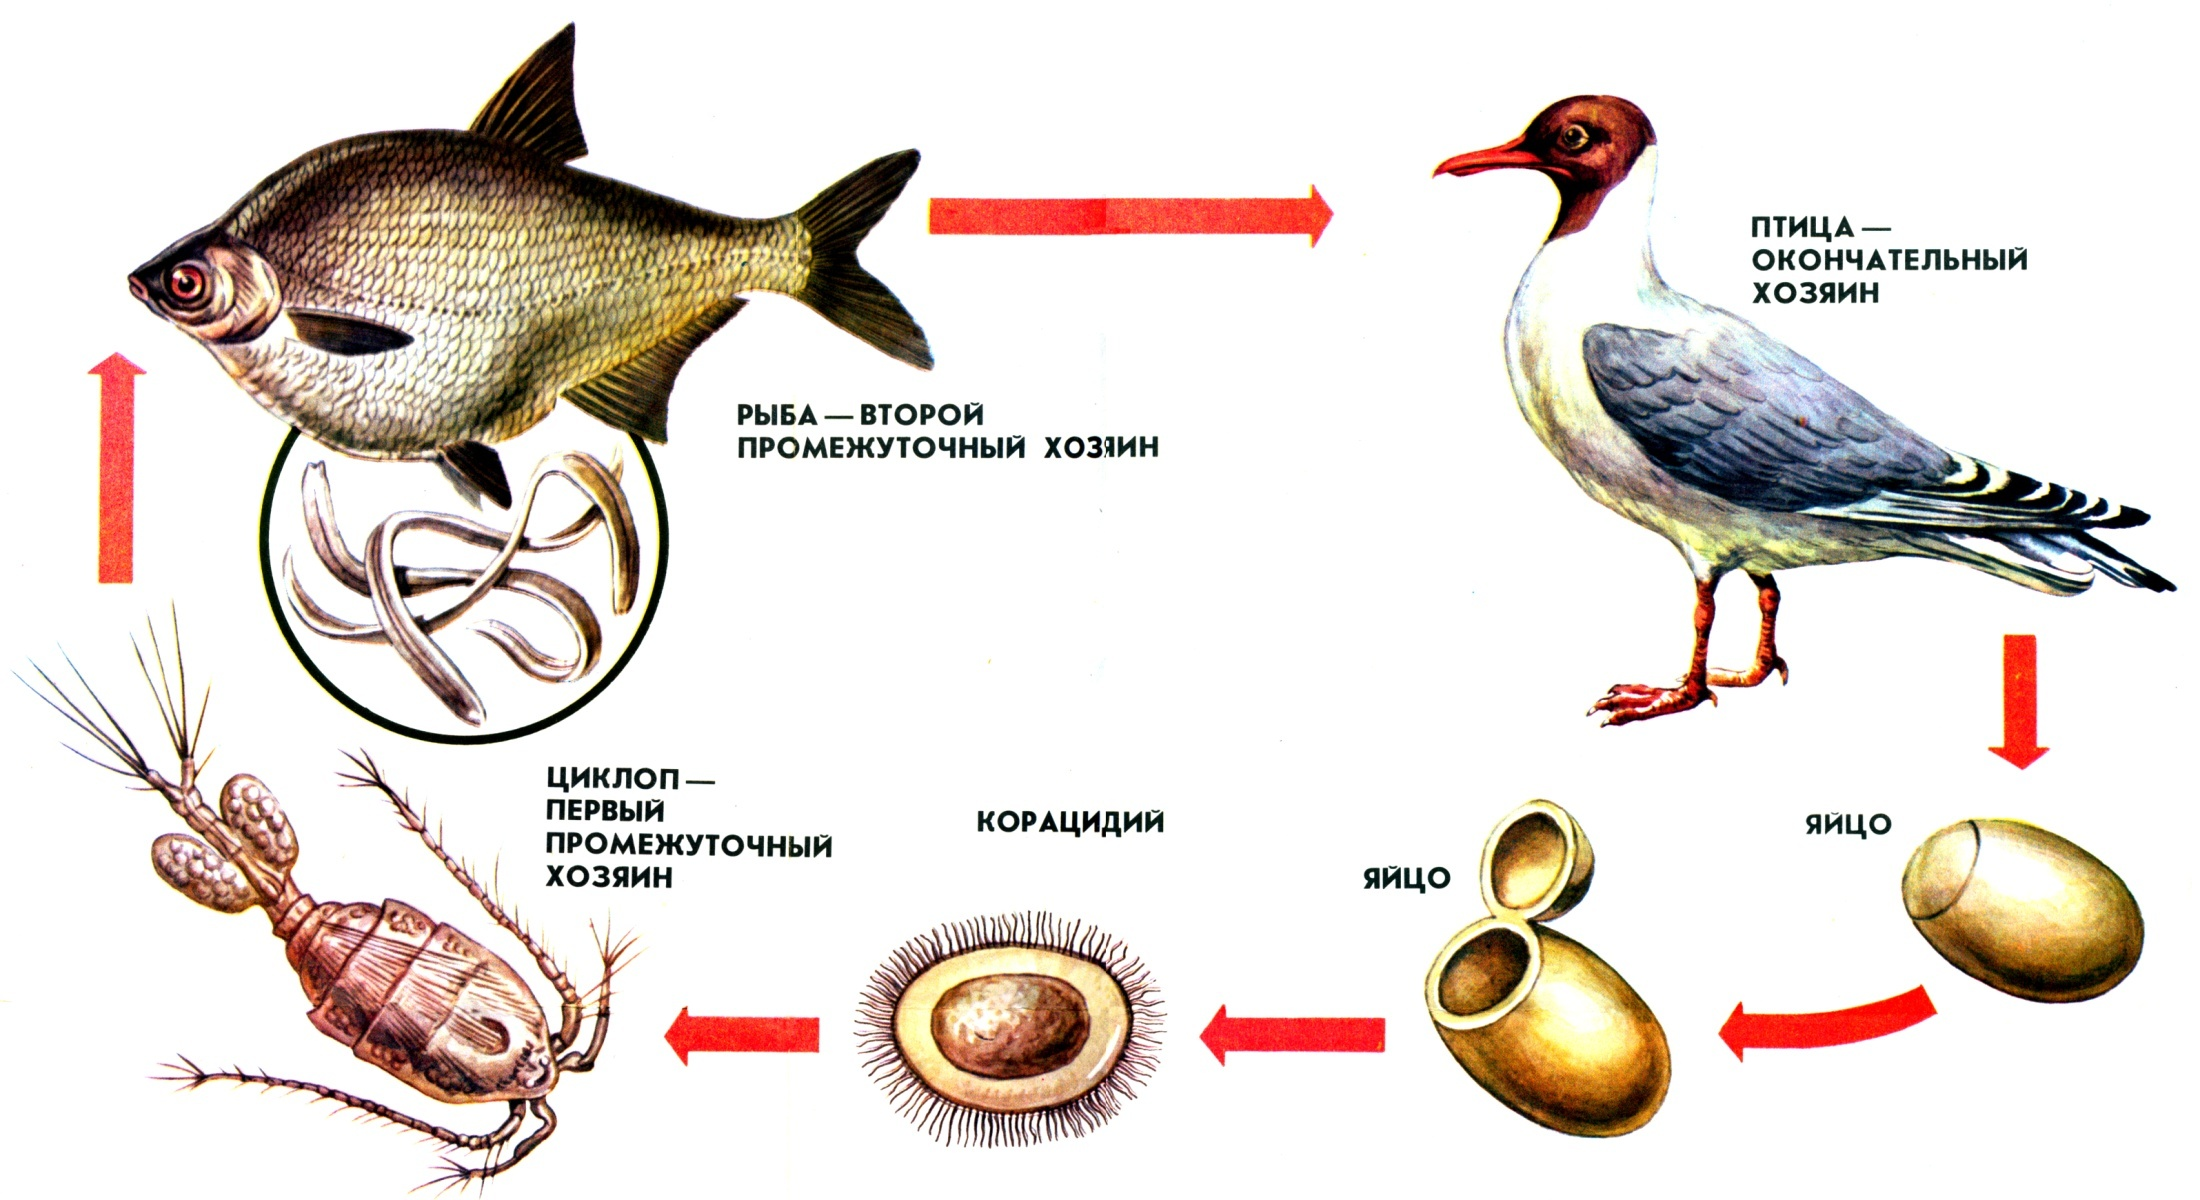 ПТИЦА —
ОКОНЧАТЕЛЬНЫЙ
ХОЗЯИН
РЫБА — ВТОРОЙ
ПРОМЕЖУТОЧНЫЙ ХОЗЯИН
ЦИКЛОП —
ПЕРВЫЙ
ПРОМЕЖУТОЧНЫЙ
ХОЗЯИН
КОРАЦИДИЙ
ЯЙЦО
ЯЙЦО